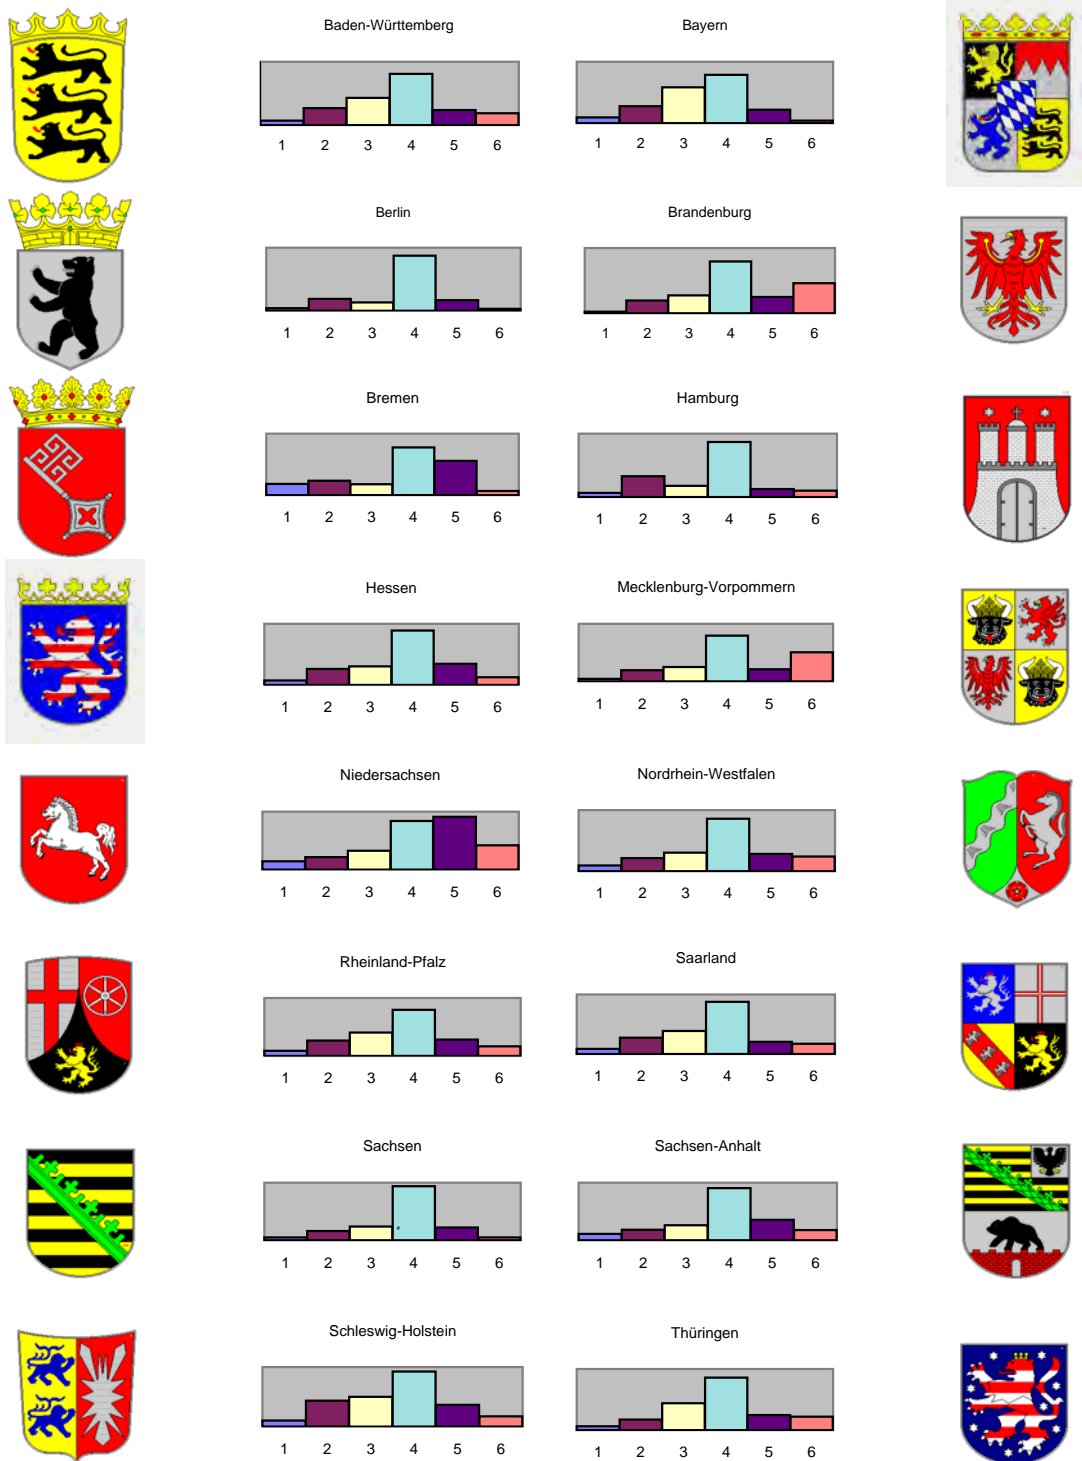 Baden-Württemberg Bayern
1 2 3 4 5 6 1 2 3 4 5 6
Berlin Brandenburg
1 2 3 4 5 6 1 2 3 4 5 6
Bremen Hamburg
1 2 3 4 5 6 1 2 3 4 5 6
Hessen Mecklenburg-Vorpommern
1 2 3 4 5 6 1 2 3 4 5 6
Niedersachsen Nordrhein-Westfalen
1 2 3 4 5 6 1 2 3 4 5 6
Rheinland-Pfalz Saarland
1 2 3 4 5 6 1 2 3 4 5 6
Sachsen Sachsen-Anhalt
1 2 3 4 5 6 1 2 3 4 5 6
Schleswig-Holstein Thüringen
1 2 3 4 5 6 1 2 3 4 5 6